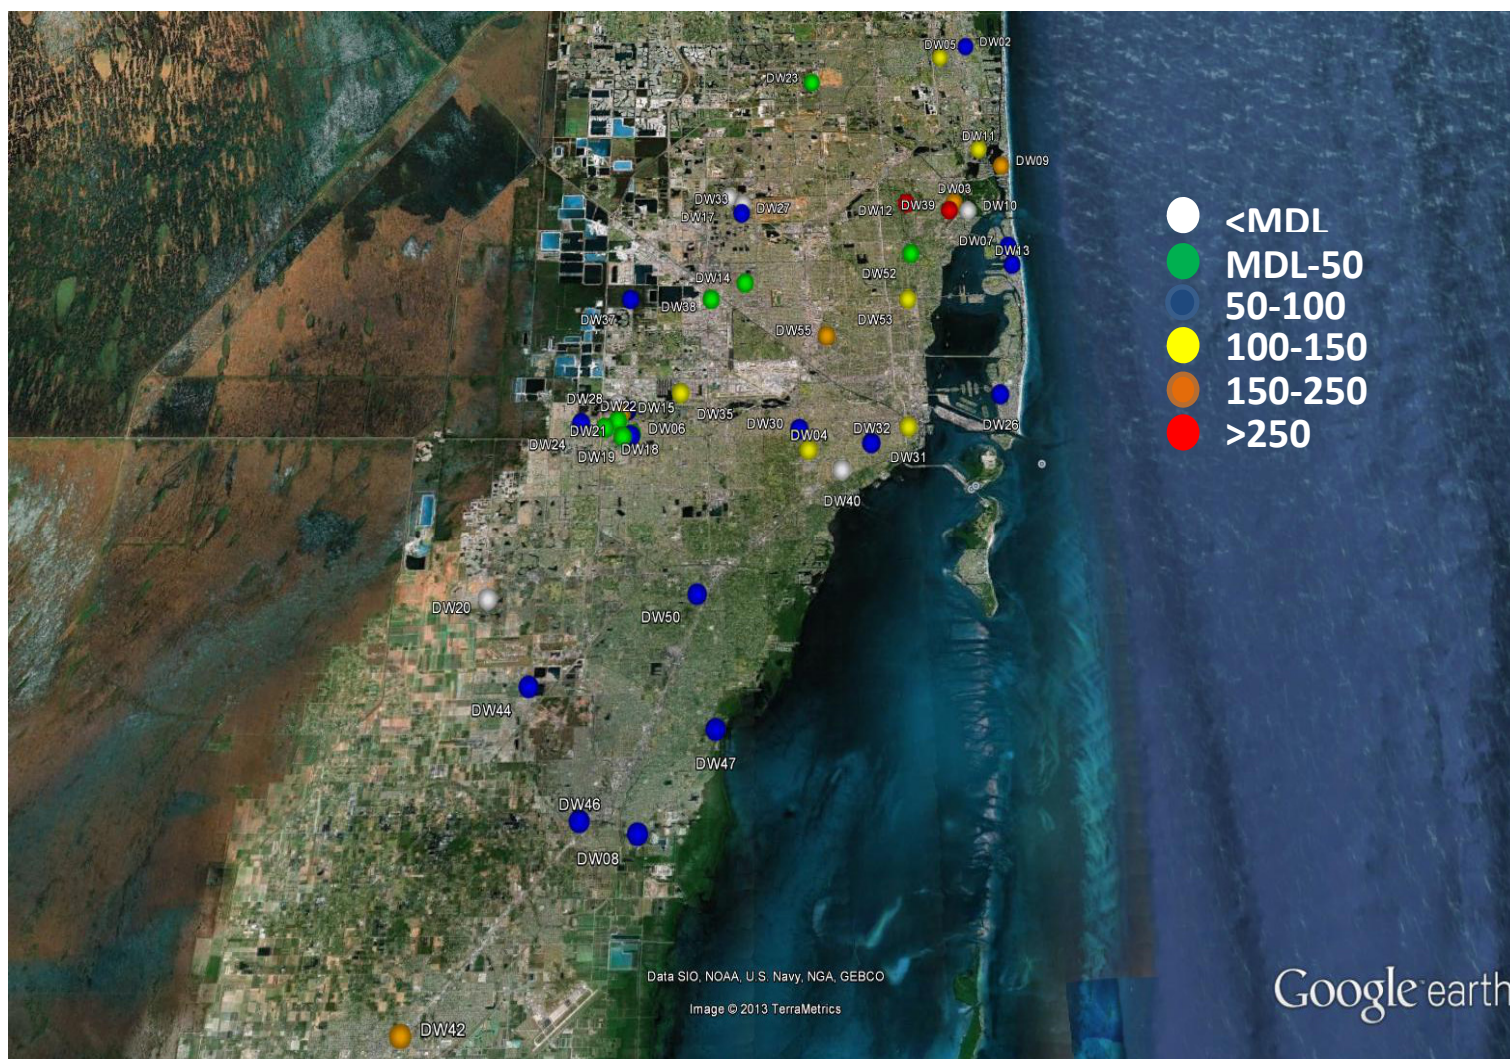 DW05
DW02
DW23
DW11
DW09
DW33
DW17
DW27
DW12
DW39
DW03
DW10
DW07
DW13
DW52
DW14
DW38
DW37
DW53
DW55
DW28
DW22
DW15
DW35
DW21
DW06
DW24
DW19
DW18
DW30
DW04
DW32
DW31
DW26
DW40
DW20
DW50
DW44
DW47
DW46
DW08
DW42
<MDL
MDL-50
50-100
100-150
150-250
>250
Data SIO, NOAA, U.S. Navy, NGA, GEBCO
Image © 2013 TerraMetrics
Google earth